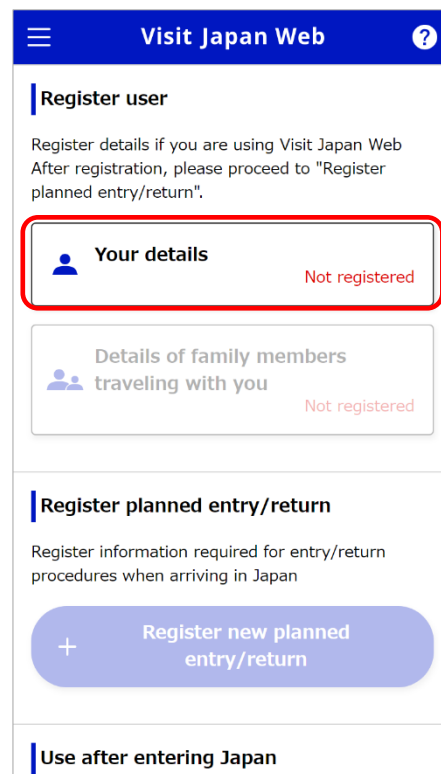 Visit Japan Web
?
Register user
Register details if you are using Visit Japan Web
After registration, please proceed to "Register
planned entry/return".
Your details
Not registered
Details of family members
traveling with you
Not registered
Register planned entry/return
Register information required for entry/return
procedures when arriving in Japan
+ Register new planned
entry/return
Use after entering Japan